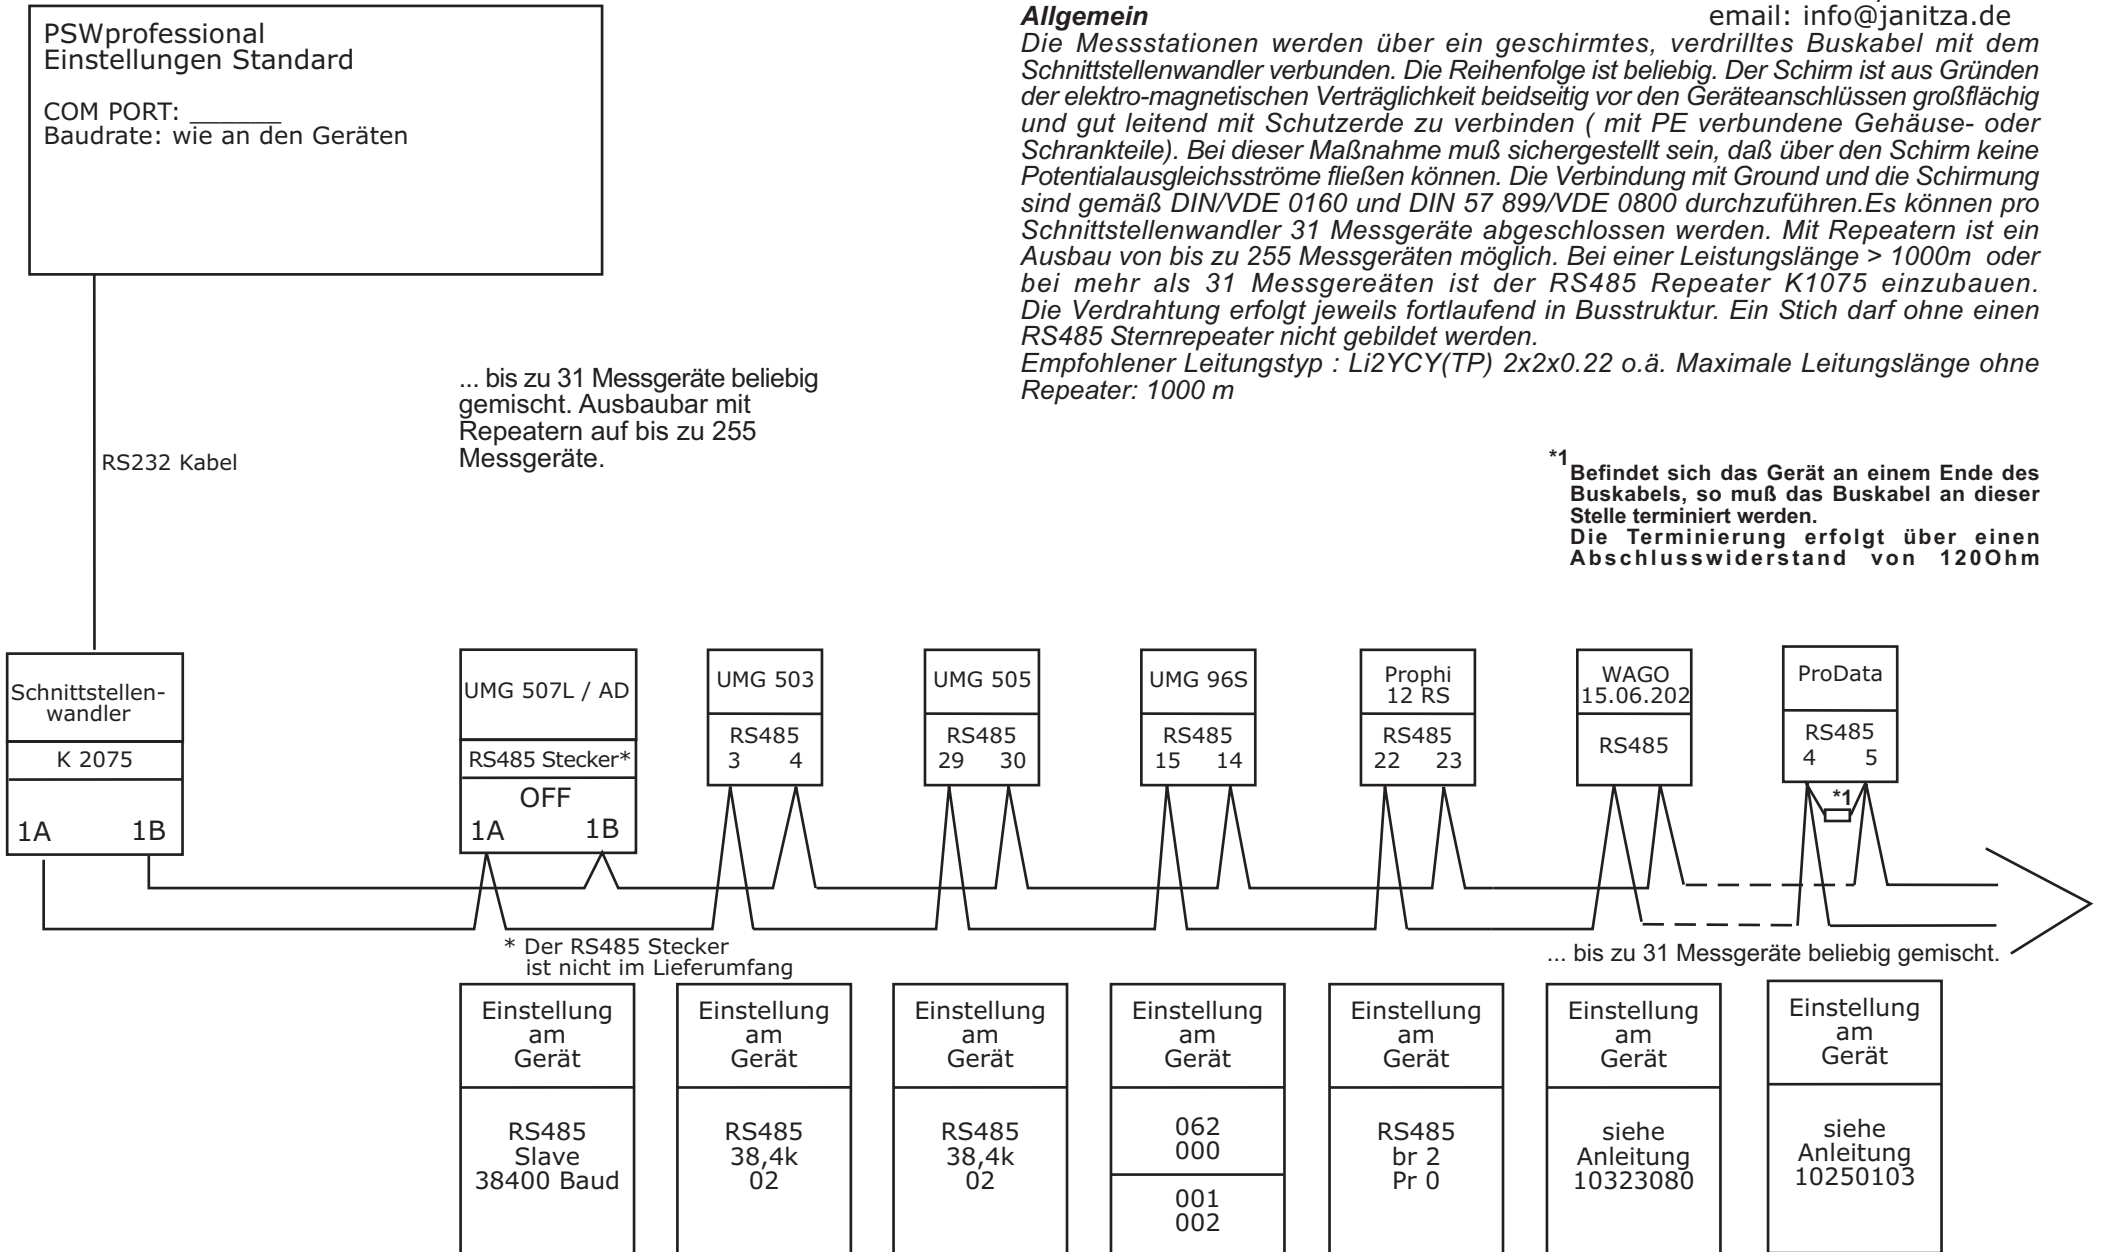 PSWprofessional
Einstellungen Standard
COM PORT: ______
Baudrate: wie an den Geräten
Allgemein
email: info@janitza.de
Die Messstationen werden über ein geschirmtes, verdrilltes Buskabel mit dem
Schnittstellenwandler verbunden. Die Reihenfolge ist beliebig. Der Schirm ist aus Gründen
der elektro-magnetischen Verträglichkeit beidseitig vor den Geräteanschlüssen großflächig
und gut leitend mit Schutzerde zu verbinden ( mit PE verbundene Gehäuse- oder
Schrankteile). Bei dieser Maßnahme muß sichergestellt sein, daß über den Schirm keine
Potentialausgleichsströme fließen können. Die Verbindung mit Ground und die Schirmung
sind gemäß DIN/VDE 0160 und DIN 57 899/VDE 0800 durchzuführen.Es können pro
Schnittstellenwandler 31 Messgeräte abgeschlossen werden. Mit Repeatern ist ein
Ausbau von bis zu 255 Messgeräten möglich. Bei einer Leistungslänge > 1000m oder
bei mehr als 31 Messgereäten ist der RS485 Repeater K1075 einzubauen.
Die Verdrahtung erfolgt jeweils fortlaufend in Busstruktur. Ein Stich darf ohne einen
RS485 Sternrepeater nicht gebildet werden.
Empfohlener Leitungstyp : Li2YCY(TP) 2x2x0.22 o.ä. Maximale Leitungslänge ohne
Repeater: 1000 m
... bis zu 31 Messgeräte beliebig
gemischt. Ausbaubar mit
Repeatern auf bis zu 255
Messgeräte.
RS232 Kabel
*1
Befindet sich das Gerät an einem Ende des
Buskabels, so muß das Buskabel an dieser
Stelle terminiert werden.
Die Terminierung erfolgt über einen
Abschlusswiderstand von 120Ohm
Schnittstellen-
wandler
K 2075
1A 1B
UMG 507L / AD
RS485 Stecker*
OFF
1A 1B
UMG 503
RS485
3 4
UMG 505
RS485
29 30
UMG 96S
RS485
15 14
Prophi
12 RS
RS485
22 23
WAGO
15.06.202
RS485
ProData
RS485
4 5
*1
* Der RS485 Stecker
ist nicht im Lieferumfang
... bis zu 31 Messgeräte beliebig gemischt.
Einstellung
am
Gerät
RS485
Slave
38400 Baud
Einstellung
am
Gerät
RS485
38,4k
02
Einstellung
am
Gerät
RS485
38,4k
02
Einstellung
am
Gerät
062
000
001
002
Einstellung
am
Gerät
RS485
br 2
Pr 0
Einstellung
am
Gerät
siehe
Anleitung
10323080
Einstellung
am
Gerät
siehe
Anleitung
10250103